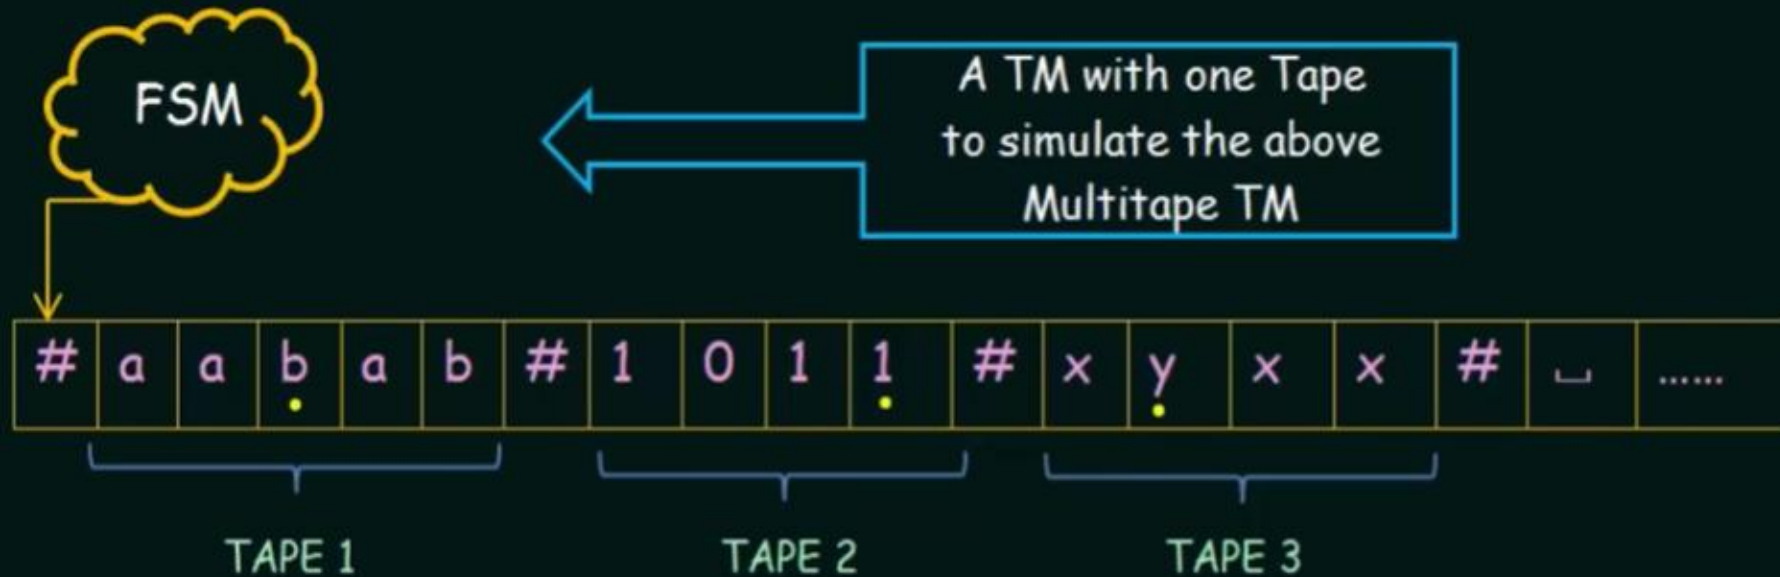 FSM
A TM with one Tape
to simulate the above
Multitape TM
# a a b a b # 1 0 1 1 # x y x x # ⎵ ......
TAPE 1 TAPE 2 TAPE 3